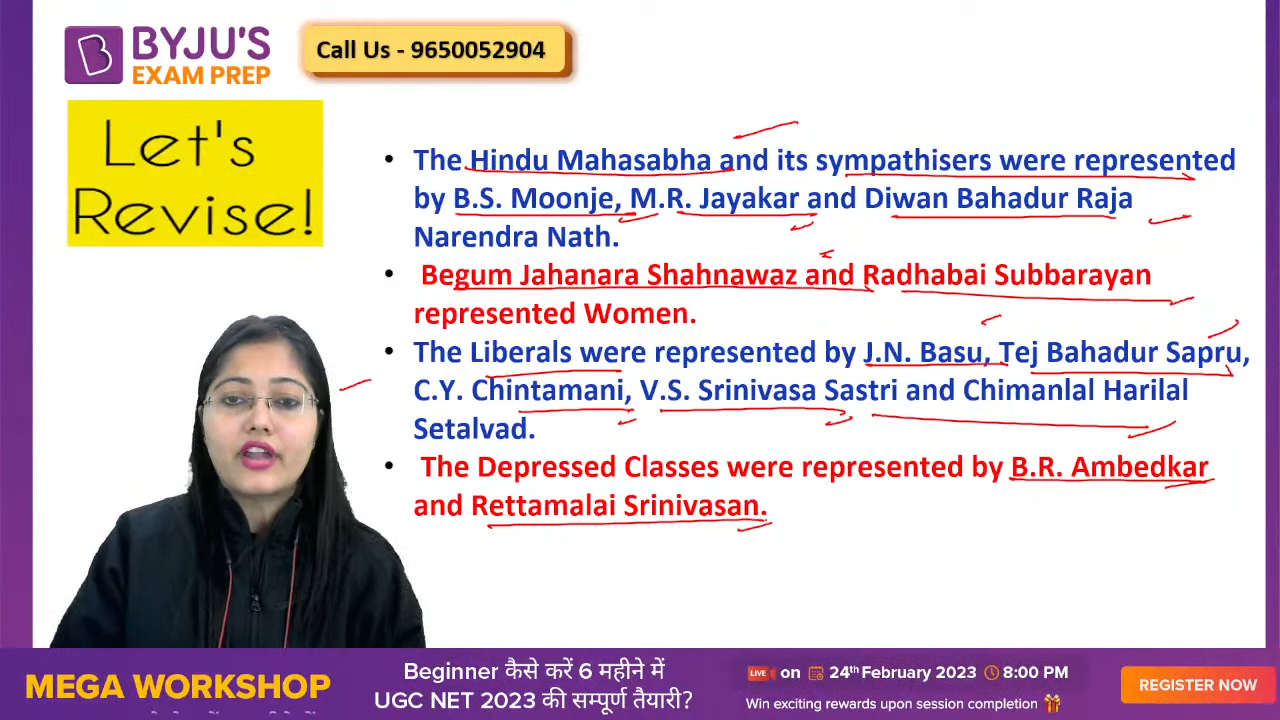 BYJU'S
EXAM PREP
Call Us - 9650052904
Let's
Revise!
• The Hindu Mahasabha and its sympathisers were represented
by B.S. Moonje, M.R. Jayakar and Diwan Bahadur Raja
Narendra Nath.
• Begum Jahanara Shahnawaz and Radhabai Subbarayan
represented Women.
• The Liberals were represented by J.N. Basu, Tej Bahadur Sapru,
C.Y. Chintamani, V.S. Srinivasa Sastri and Chimanlal Harilal
Setalvad.
• The Depressed Classes were represented by B.R. Ambedkar
and Rettamalai Srinivasan.
MEGA WORKSHOP
Beginner कैसे करें 6 महीने में
UGC NET 2023 की सम्पूर्ण तैयारी?
LIVE on 24th February 2023 8:00 PM
Win exciting rewards upon session completion
REGISTER NOW